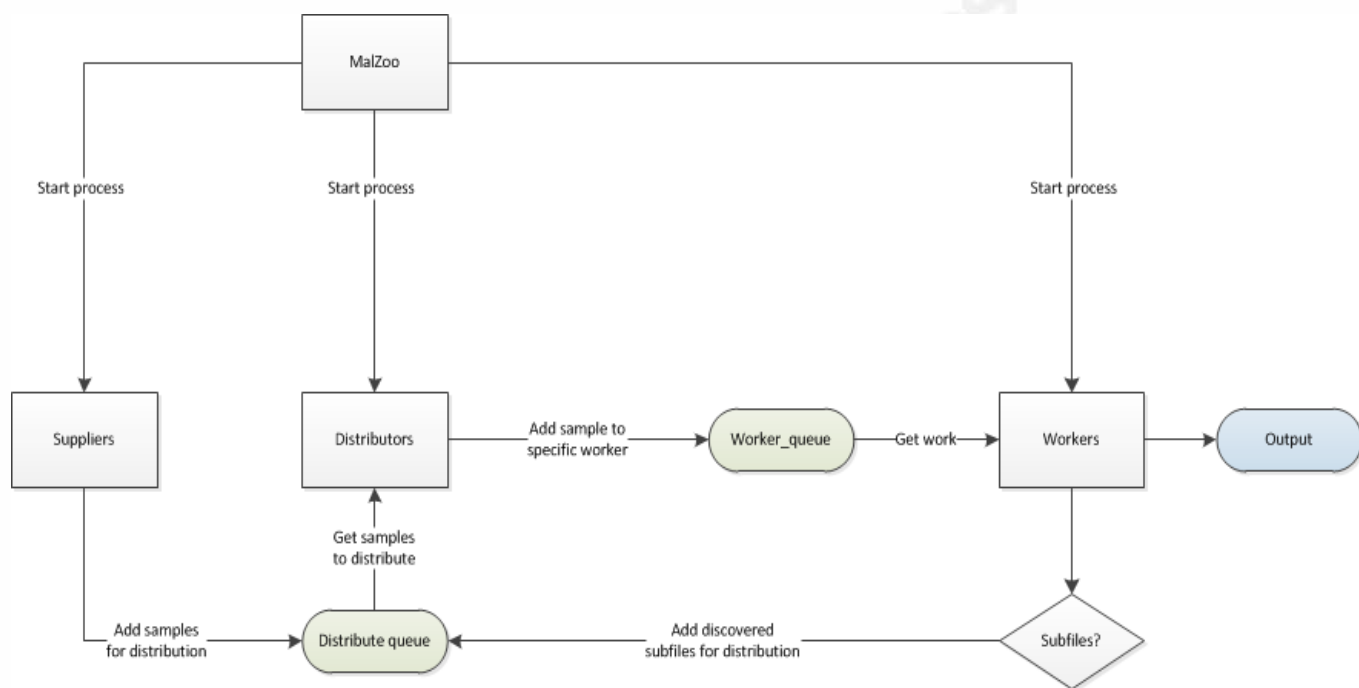 MalZoo
Start process
Start process
Start process
Suppliers
Distributors
Add sample to
specific worker
Worker_queue
Get work
Workers
Output
Get samples
to distribute
Add samples
for distribution
Distribute queue
Add discovered
subfiles for distribution
Subfiles?